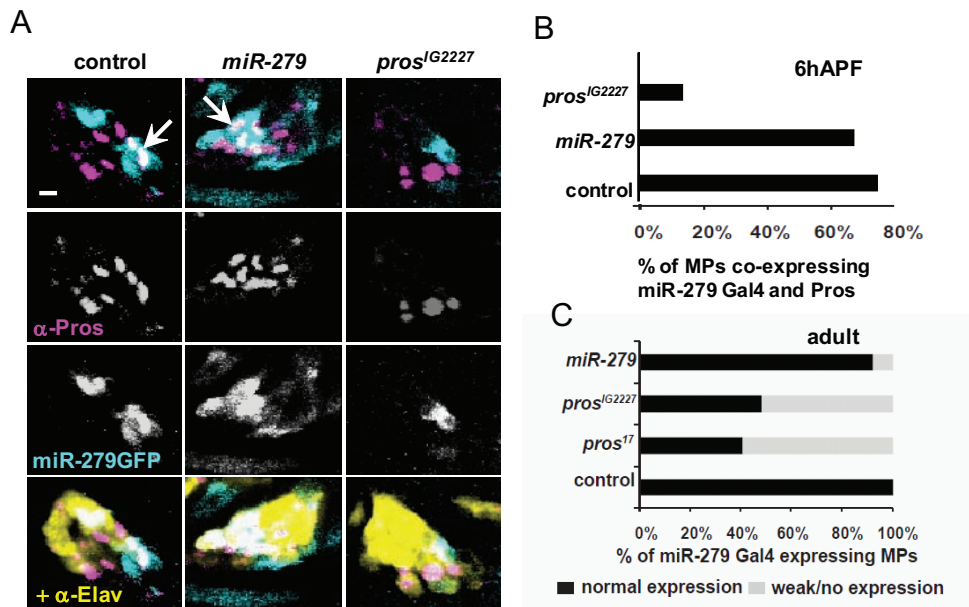 A
control
miR-279
pros^IG2227
α-Pros
miR-279GFP
+ α-Elav
B
6hAPF
pros^IG2227
miR-279
control
0% 20% 40% 60% 80%
% of MPs co-expressing
miR-279 Gal4 and Pros
C
adult
miR-279
pros^IG2227
pros^17
control
0% 20% 40% 60% 80% 100%
% of miR-279 Gal4 expressing MPs
normal expression weak/no expression